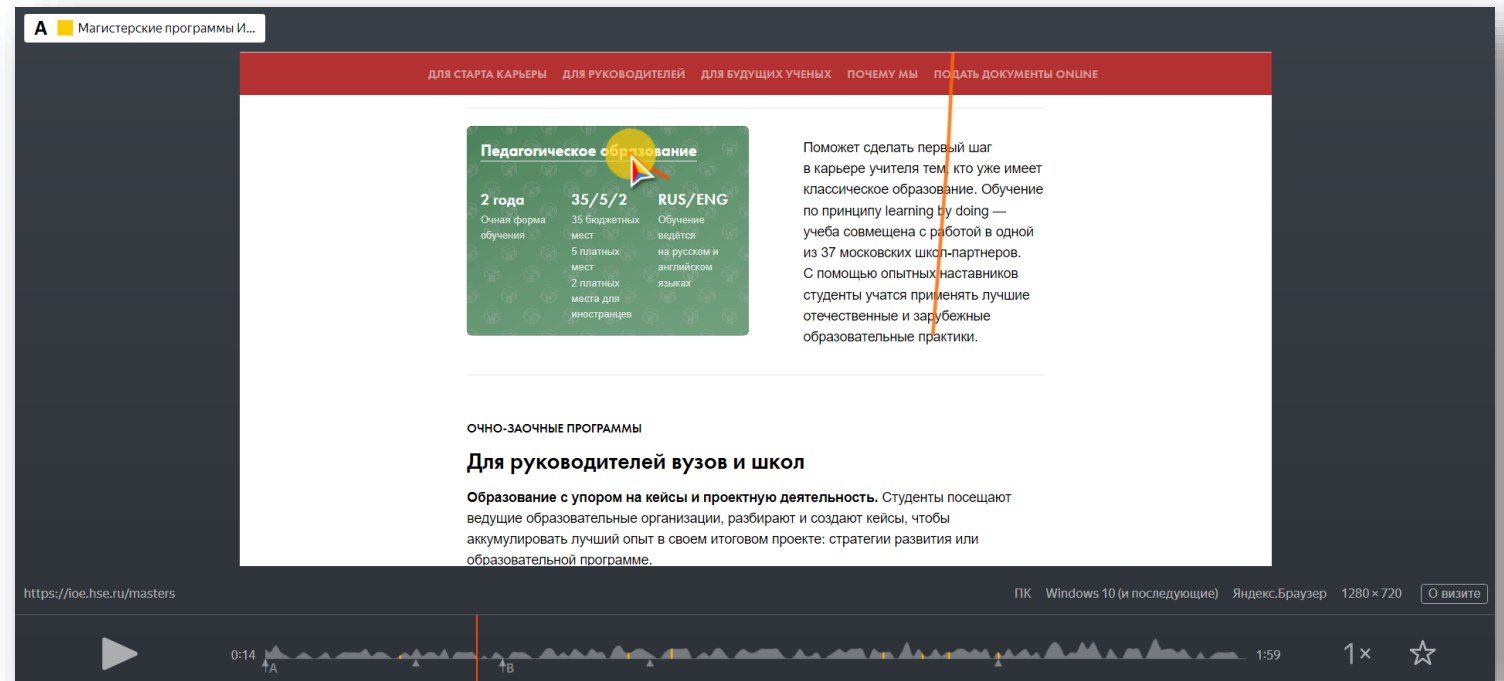 A Магистерские программы И...
ДЛЯ СТАРТА КАРЬЕРЫ ДЛЯ РУКОВОДИТЕЛЕЙ ДЛЯ БУДУЩИХ УЧЕНЫХ ПОЧЕМУ МЫ ПОДАТЬ ДОКУМЕНТЫ ONLINE
Педагогическое образование
2 года
Очная форма
обучения
35/5/2
35 бюджетных
мест
5 платных
мест
2 платных
места для
иностранцев
RUS/ENG
Обучение
ведётся
на русском и
английском
языках
Поможет сделать первый шаг
в карьере учителя тем, кто уже имеет
классическое образование. Обучение
по принципу learning by doing —
учеба совмещена с работой в одной
из 37 московских школ-партнеров.
С помощью опытных наставников
студенты учатся применять лучшие
отечественные и зарубежные
образовательные практики.
ОЧНО-ЗАОЧНЫЕ ПРОГРАММЫ
Для руководителей вузов и школ
Образование с упором на кейсы и проектную деятельность. Студенты посещают
ведущие образовательные организации, разбирают и создают кейсы, чтобы
аккумулировать лучший опыт в своем итоговом проекте: стратегии развития или
образовательной программе.
https://ioe.hse.ru/masters
ПК Windows 10 (и последующие) Яндекс.Браузер 1280 × 720 О визите
0:14
A
B
1:59
1×